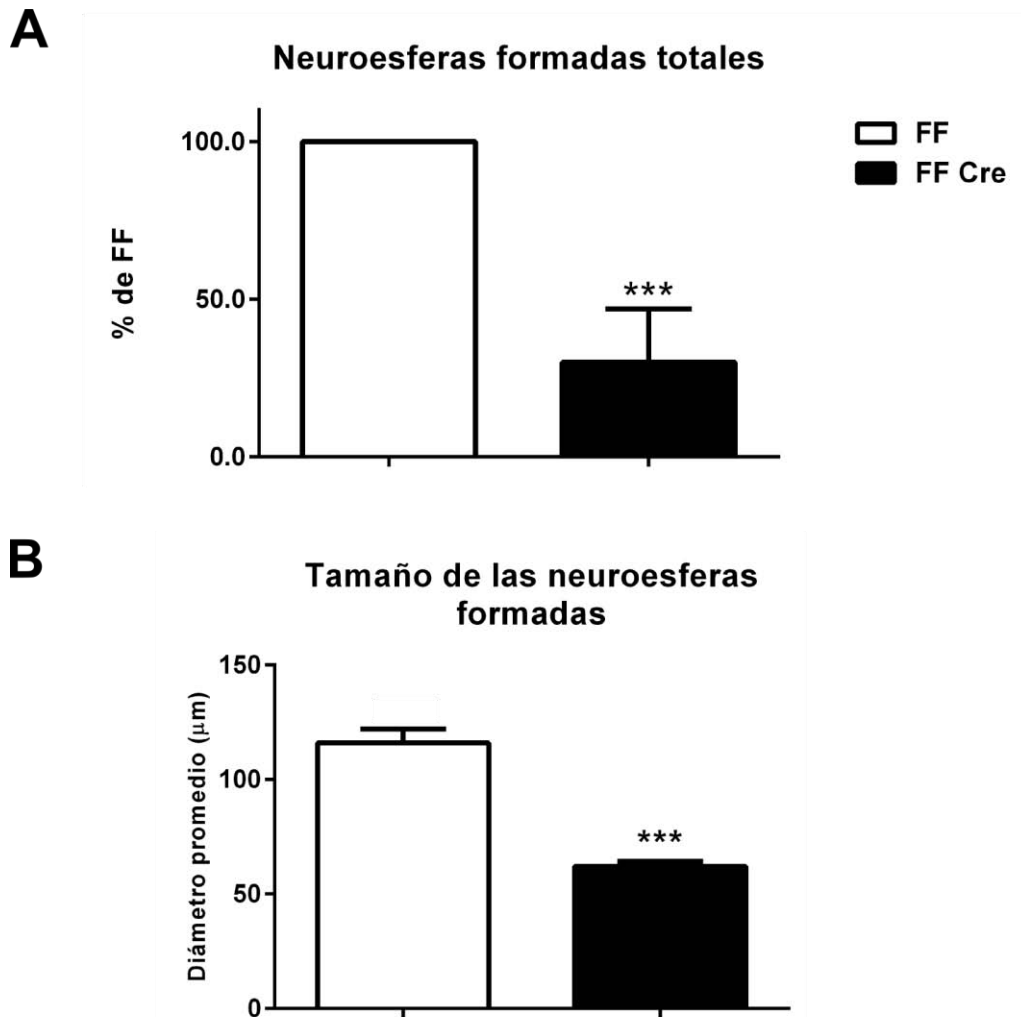 A
Neuroesferas formadas totales
100.0
50.0
0.0
% de FF
***
FF
FF Cre
B
Tamaño de las neuroesferas
formadas
150
100
50
0
Diámetro promedio (μm)
***